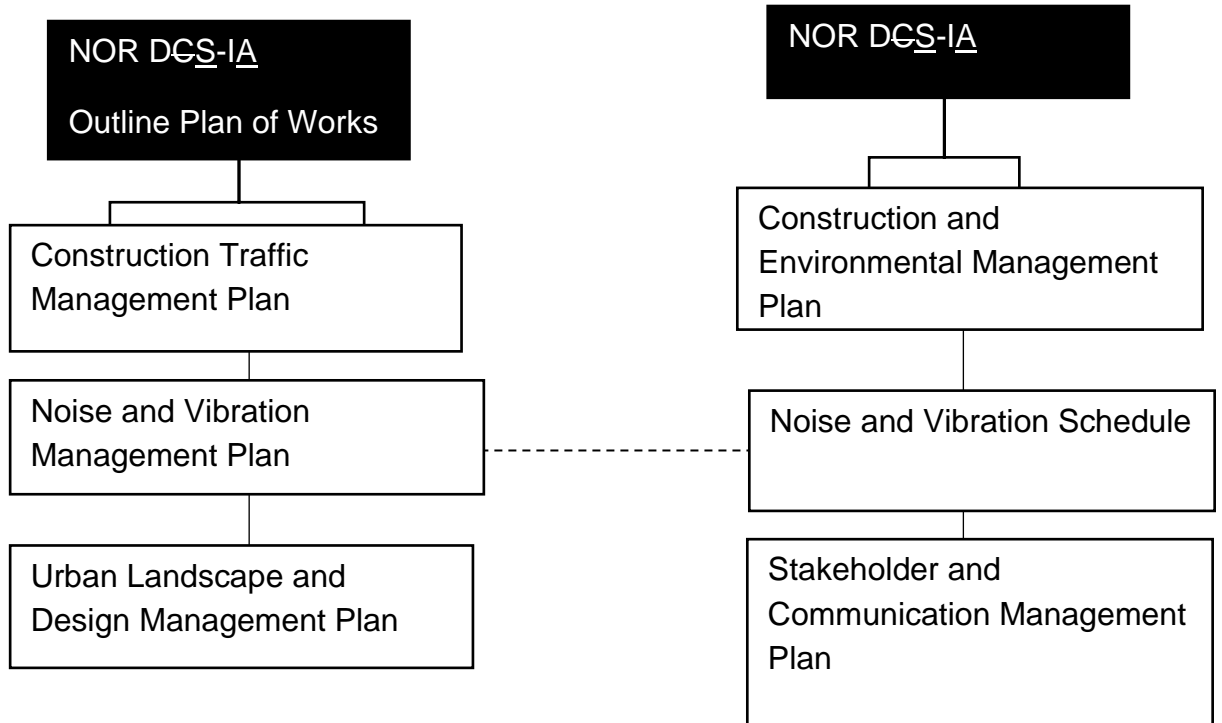 NOR DCS-IA
Outline Plan of Works
Construction Traffic
Management Plan
Noise and Vibration
Management Plan
Urban Landscape and
Design Management Plan
NOR DCS-IA
Construction and
Environmental Management
Plan
Noise and Vibration Schedule
Stakeholder and
Communication Management
Plan